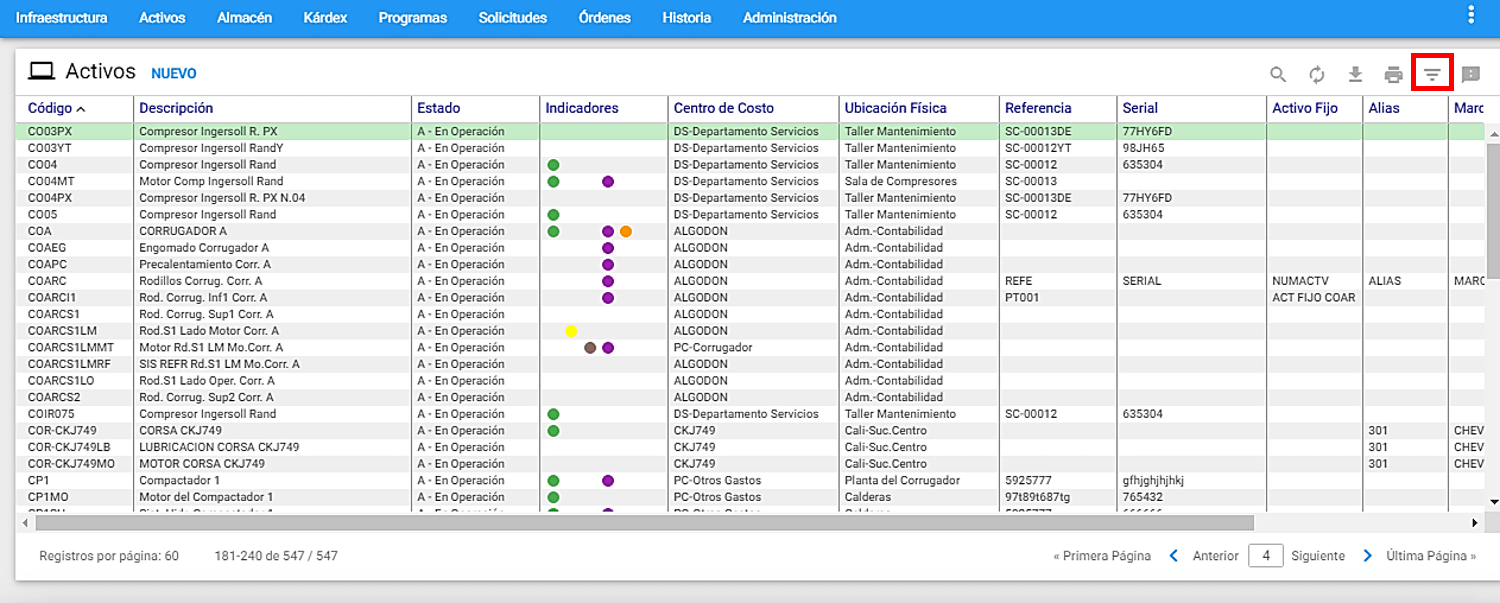 Infraestructura Activos Almacén Kárdex Programas Solicitudes Órdenes Historia Administración
Activos NUEVO
Código Descripción Estado Indicadores Centro de Costo Ubicación Física Referencia Serial Activo Fijo Alias Marc
CO03PX Compresor Ingersoll R. PX A - En Operación DS-Departamento Servicios Taller Mantenimiento SC-00013DE 77HY6FD
CO03YT Compresor Ingersoll RandY A - En Operación DS-Departamento Servicios Taller Mantenimiento SC-00012YT 98JH65
CO04 Compresor Ingersoll Rand A - En Operación DS-Departamento Servicios Taller Mantenimiento SC-00012 635304
CO04MT Motor Comp Ingersoll Rand A - En Operación DS-Departamento Servicios Sala de Compresores SC-00013
CO04PX Compresor Ingersoll R. PX N.04 A - En Operación DS-Departamento Servicios Taller Mantenimiento SC-00013DE 77HY6FD
CO05 Compresor Ingersoll Rand A - En Operación DS-Departamento Servicios Taller Mantenimiento SC-00012 635304
COA CORRUGADOR A A - En Operación ALGODON Adm.-Contabilidad
COAEG Engomado Corrugador A A - En Operación ALGODON Adm.-Contabilidad
COAPC Precalentamiento Corr. A A - En Operación ALGODON Adm.-Contabilidad
COARC Rodillos Corrug. Corr. A A - En Operación ALGODON Adm.-Contabilidad REFE SERIAL NUMACTV ALIAS MARC
COARCI1 Rod. Corrug. Inf1 Corr. A A - En Operación ALGODON Adm.-Contabilidad PT001 ACT FIJO COAR
COARCS1 Rod. Corrug. Sup1 Corr. A A - En Operación ALGODON Adm.-Contabilidad
COARCS1LM Rod.S1 Lado Motor Corr. A A - En Operación ALGODON Adm.-Contabilidad
COARCS1LMMT Motor Rd.S1 LM Mo.Corr. A A - En Operación PC-Corrugador Adm.-Contabilidad
COARCS1LMRF SIS REFR Rd.S1 LM Mo.Corr. A A - En Operación ALGODON Adm.-Contabilidad
COARCS1LO Rod.S1 Lado Oper. Corr. A A - En Operación ALGODON Adm.-Contabilidad
COARCS2 Rod. Corrug. Sup2 Corr. A A - En Operación ALGODON Adm.-Contabilidad
COIR075 Compresor Ingersoll Rand A - En Operación DS-Departamento Servicios Taller Mantenimiento SC-00012 635304
COR-CKJ749 CORSA CKJ749 A - En Operación CKJ749 Cali-Suc.Centro 301 CHEV
COR-CKJ749LB LUBRICACION CORSA CKJ749 A - En Operación CKJ749 Cali-Suc.Centro 301 CHEV
COR-CKJ749MO MOTOR CORSA CKJ749 A - En Operación CKJ749 Cali-Suc.Centro 301 CHEV
CP1 Compactador 1 A - En Operación PC-Otros Gastos Planta del Corrugador 5925777 gfhjghjhjhkj
CP1MO Motor del Compactador 1 A - En Operación PC-Otros Gastos Calderas 97t89t687tg 765432
Registros por página: 60 181-240 de 547 / 547 « Primera Página Anterior 4 Siguiente Última Página »